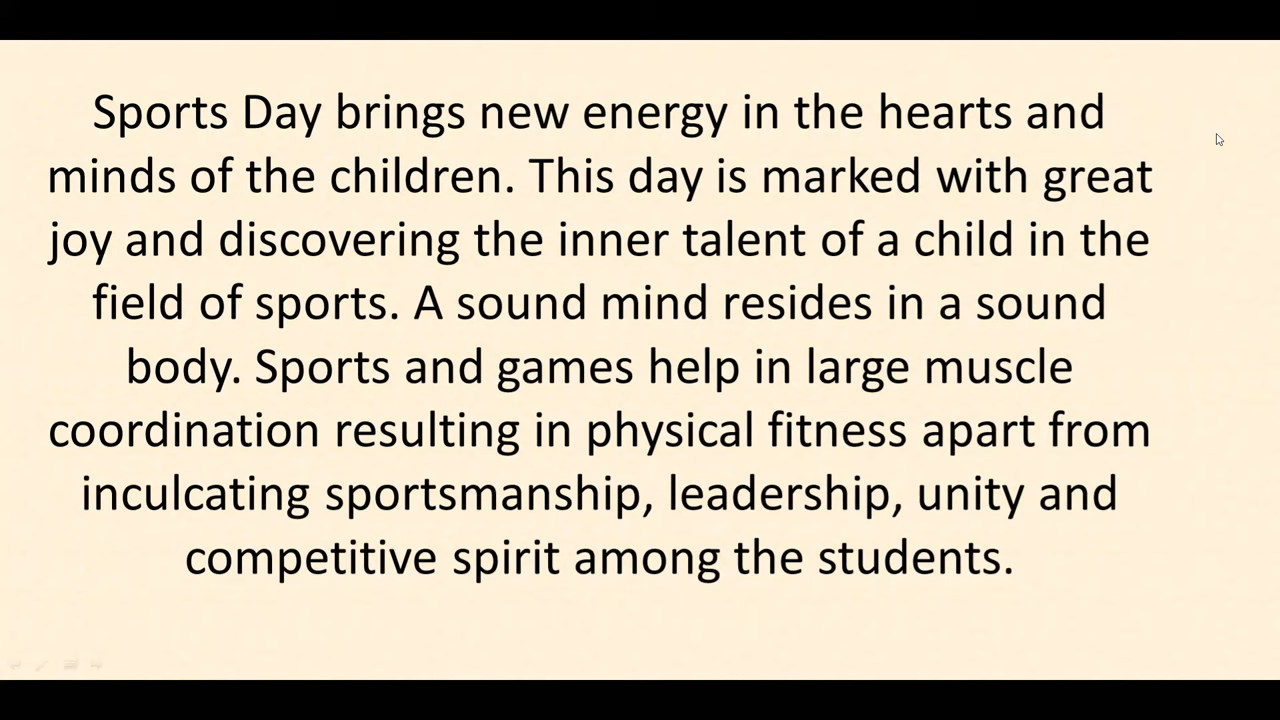 Sports Day brings new energy in the hearts and
minds of the children. This day is marked with great
joy and discovering the inner talent of a child in the
field of sports. A sound mind resides in a sound
body. Sports and games help in large muscle
coordination resulting in physical fitness apart from
inculcating sportsmanship, leadership, unity and
competitive spirit among the students.